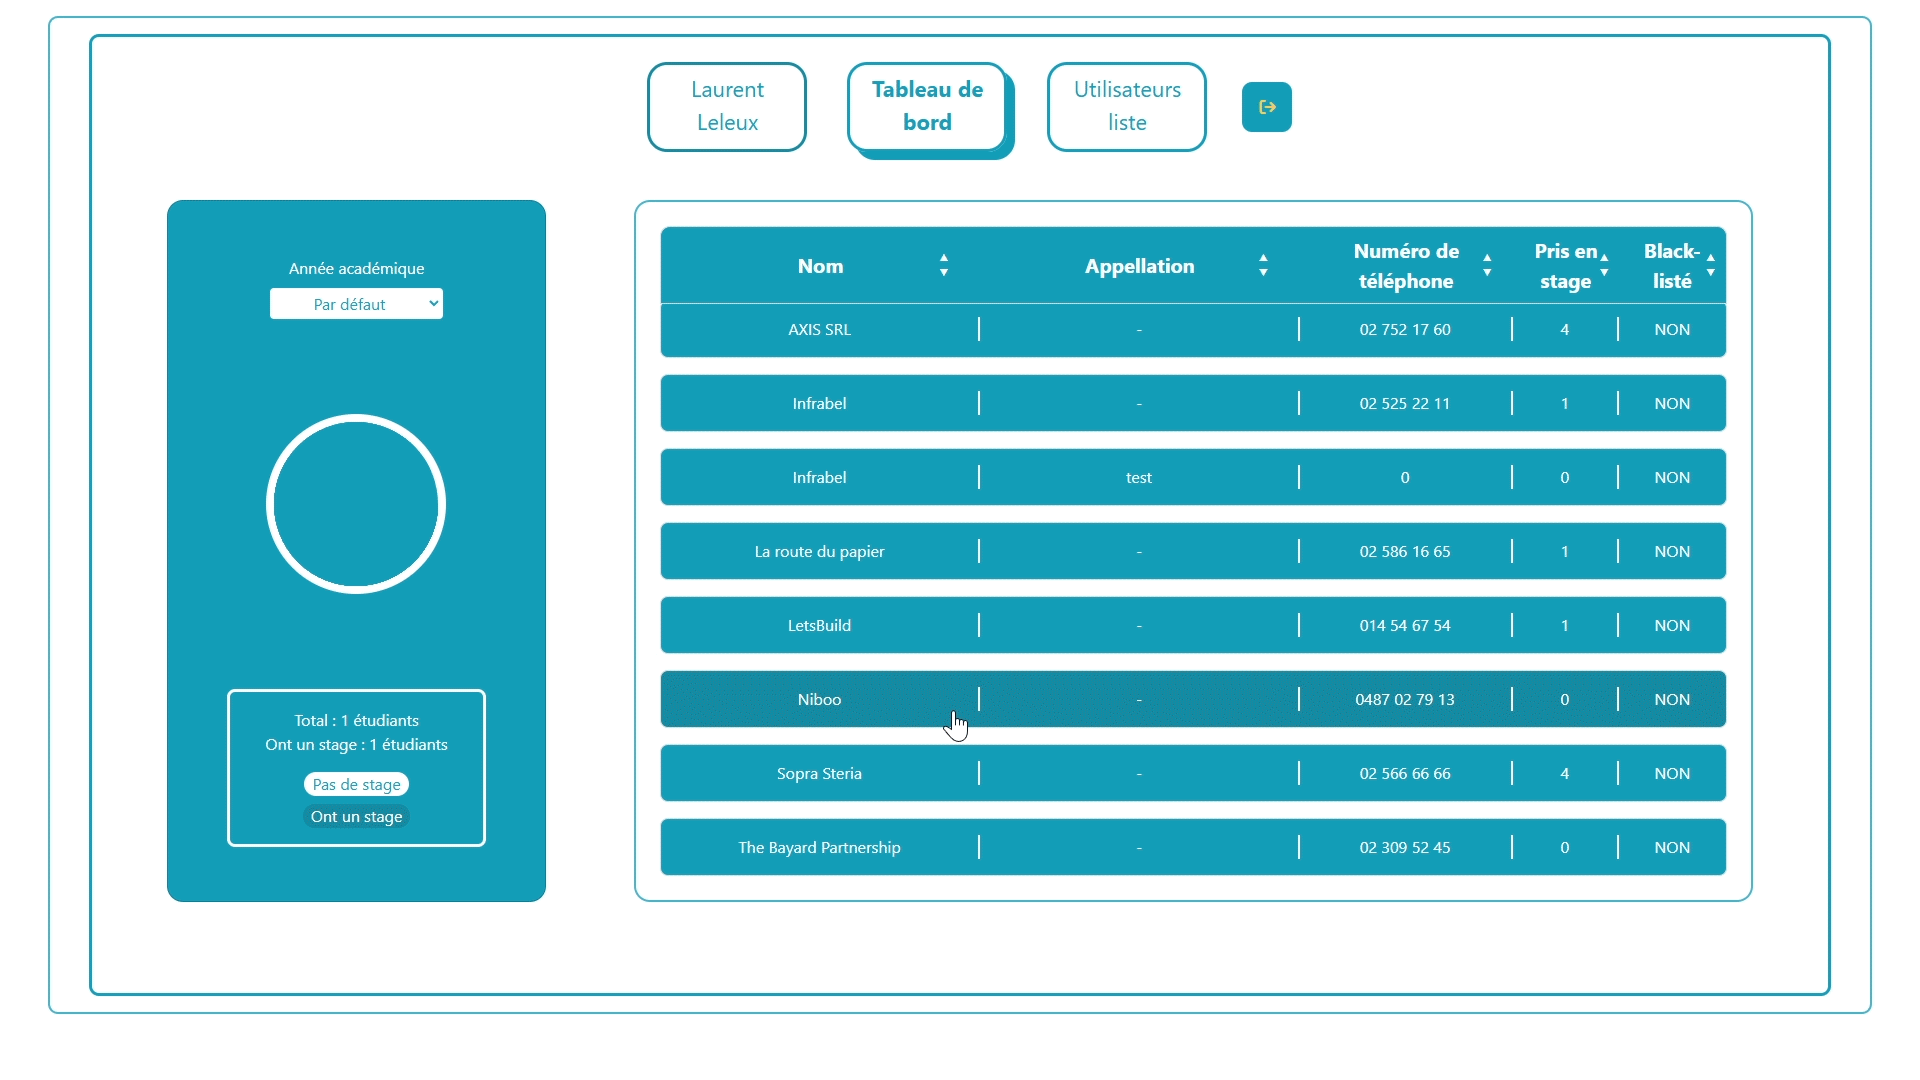 Laurent
Leleux
Tableau de
bord
Utilisateurs
liste
Année académique
Par défaut
Total : 1 étudiants
Ont un stage : 1 étudiants
Pas de stage
Ont un stage
Nom Appellation Numéro de téléphone Pris en stage Black-listé
AXIS SRL - 02 752 17 60 4 NON
Infrabel - 02 525 22 11 1 NON
Infrabel test 0 0 NON
La route du papier - 02 586 16 65 1 NON
LetsBuild - 014 54 67 54 1 NON
Niboo - 0487 02 79 13 0 NON
Sopra Steria - 02 566 66 66 4 NON
The Bayard Partnership - 02 309 52 45 0 NON